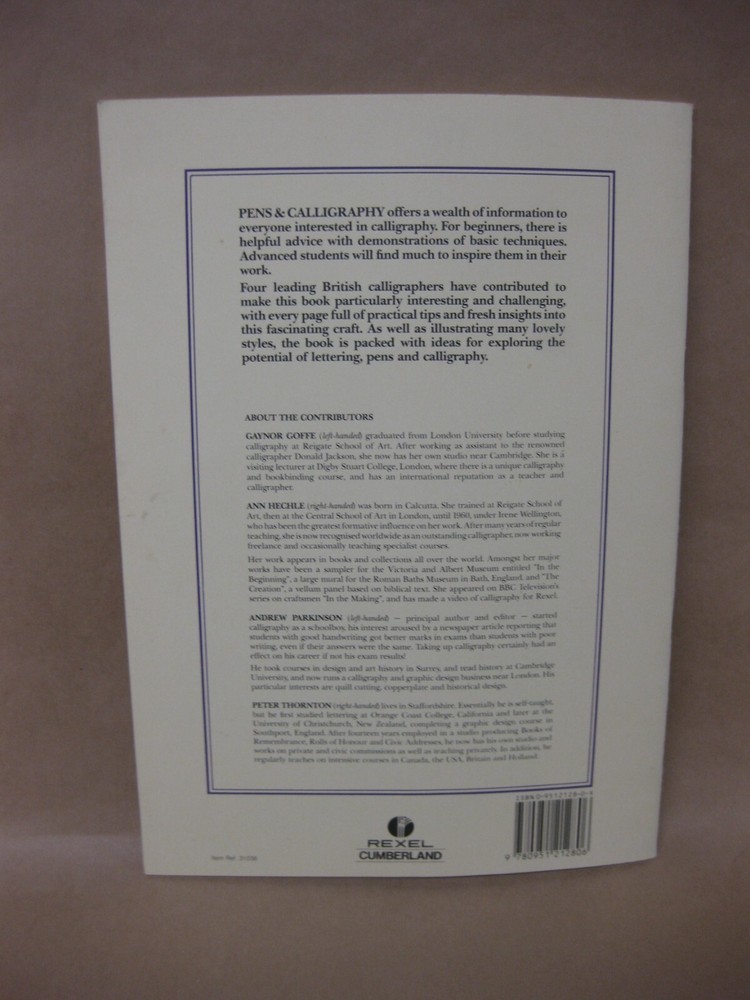 PENS & CALLIGRAPHY offers a wealth of information to
everyone interested in calligraphy. For beginners, there is
helpful advice with demonstrations of basic techniques.
Advanced students will find much to inspire them in their
work.
Four leading British calligraphers have contributed to
make this book particularly interesting and challenging,
with every page full of practical tips and fresh insights into
this fascinating craft. As well as illustrating many lovely
styles, the book is packed with ideas for exploring the
potential of lettering, pens and calligraphy.
ABOUT THE CONTRIBUTORS
GAYNOR GOFFE (left-handed) graduated from London University before studying
calligraphy at Reigate School of Art. After working as assistant to the renowned
calligrapher Donald Jackson, she now has her own studio near Cambridge. She is a
visiting lecturer at Digby Stuart College, London, where there is a unique calligraphy
and bookbinding course, and has an international reputation as a teacher and
calligrapher.
ANN HECHLE (right-handed) was born in Calcutta. She trained at Reigate School of
Art, then at the Central School of Art in London, until 1960, under Irene Wellington,
who has been the greatest formative influence on her work. After many years of regular
teaching, she is now recognised worldwide as an outstanding calligrapher, now working
freelance and occasionally teaching specialist courses.
Her work appears in books and collections all over the world. Amongst her major
works have been a sampler for the Victoria and Albert Museum entitled "In the
Beginning", a large mural for the Roman Baths Museum in Bath, England, and "The
Creation", a vellum panel based on biblical text. She appeared on BBC Television's
series on craftsmen "In the Making", and has made a video of calligraphy for Rexel.
ANDREW PARKINSON (left-handed) — principal author and editor — started
calligraphy as a schoolboy, his interest aroused by a newspaper article reporting that
students with good handwriting got better marks in exams than students with poor
writing, even if their answers were the same. Taking up calligraphy certainly had an
effect on his career if not his exam results!
He took courses in design and art history in Surrey, and read history at Cambridge
University, and now runs a calligraphy and graphic design business near London. His
particular interests are quill cutting, copperplate and historical design.
PETER THORNTON (right-handed) lives in Staffordshire. Essentially he is self-taught,
but he first studied lettering at Orange Coast College, California and later at the
University of Christchurch, New Zealand, completing a graphic design course in
Southport, England. After fourteen years employed in a studio producing Books of
Remembrance, Rolls of Honour and Civic Addresses, he now has his own studio and
works on private and civic commissions as well as teaching privately. In addition, he
regularly teaches on intensive courses in Canada, the USA, Britain and Holland.
ISBN 0-9512128-0-X
9 780951 212806
REXEL
CUMBERLAND
Item Ref.